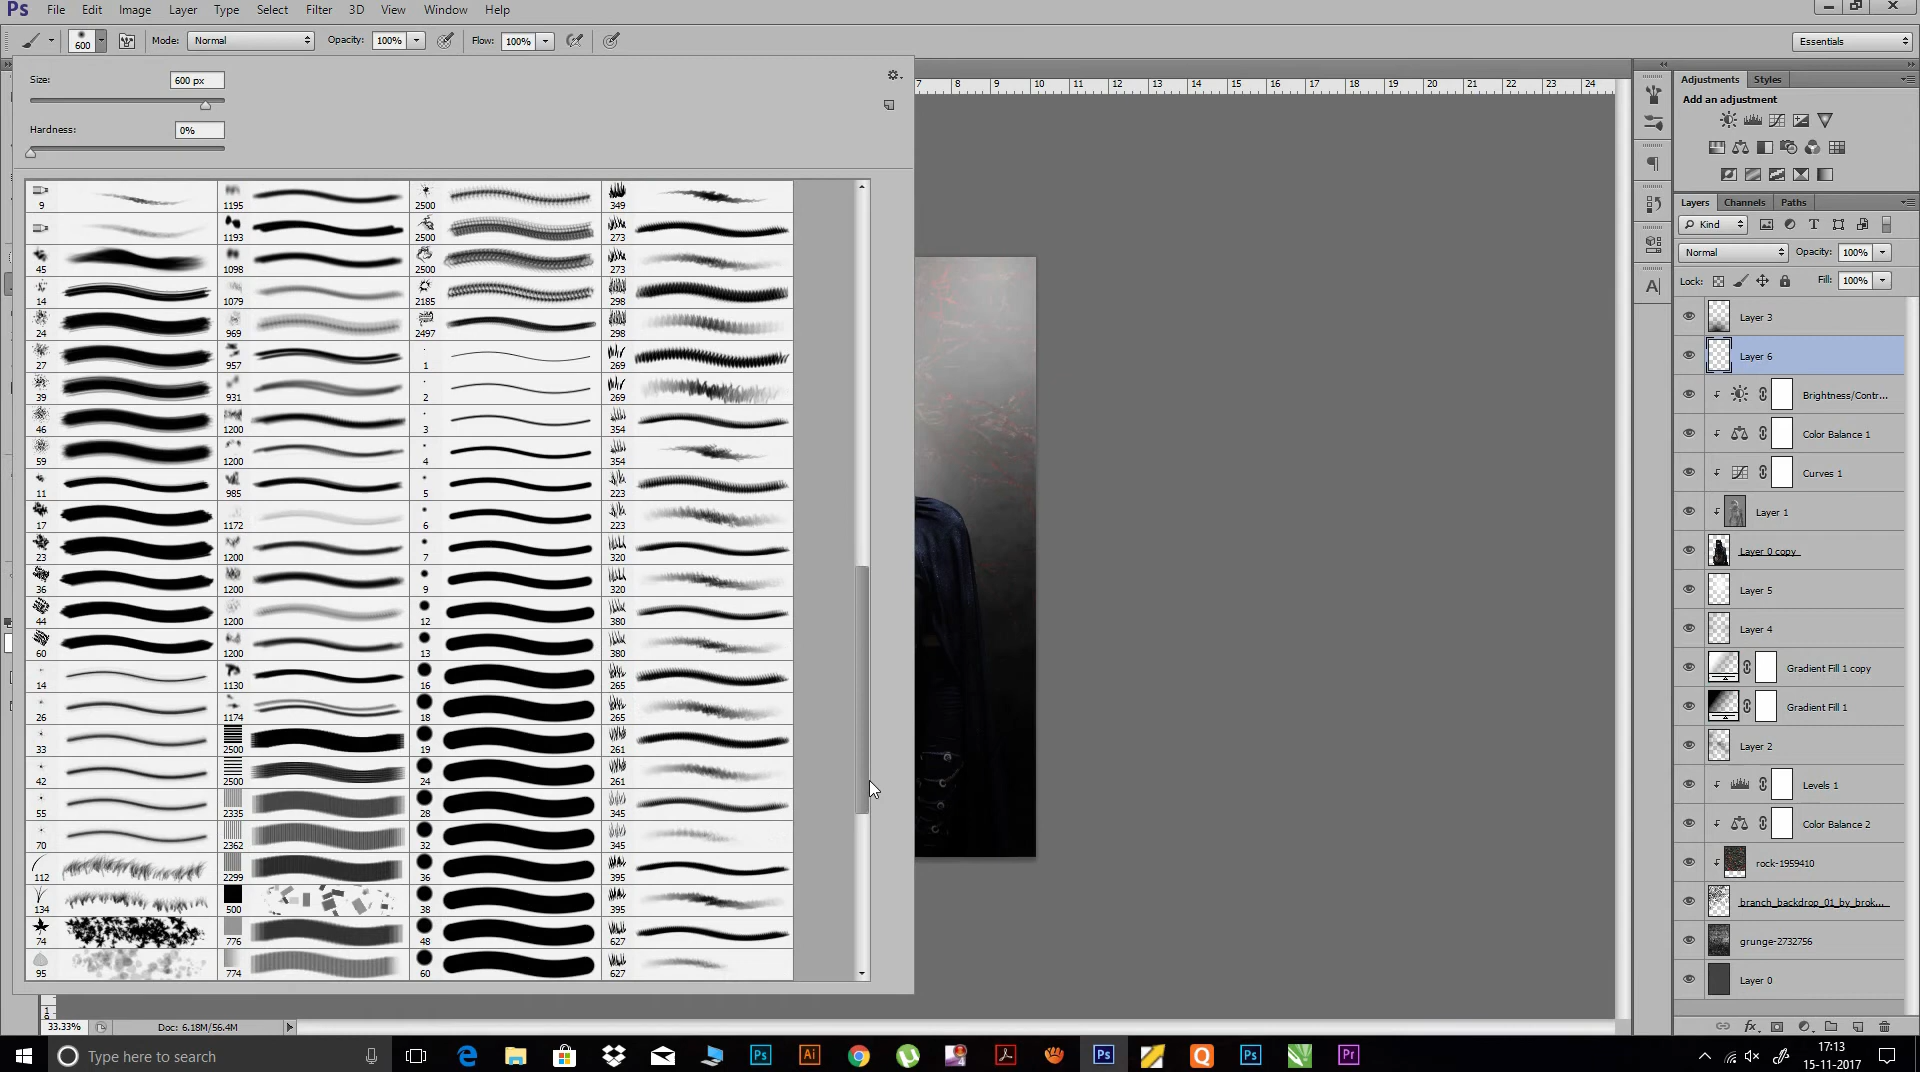 Ps File Edit Image Layer Type Select Filter 3D View Window Help
600 Mode: Normal Opacity: 100% Flow: 100% Essentials
Size: 600 px
Hardness: 0%
7 8 9 10 11 12 13 14 15 16 17 18 19 20 21 22 23 24
9 1195 2500 349
1193 2500 273
45 1098 2500 273
14 1079 2185 298
24 969 2497 298
27 957 1 269
39 931 2 269
46 1200 3 354
59 1200 4 354
11 985 5 223
17 1172 6 223
23 1200 7 320
36 1200 9 320
44 1200 12 380
60 1200 13 380
14 1130 16 265
26 1174 18 265
33 2500 19 261
42 2500 24 261
55 2335 28 345
70 2362 32 345
112 2299 36 395
134 500 38 395
74 776 48 627
95 774 60 627
Adjustments Styles
Add an adjustment
Layers Channels Paths
Kind
Normal Opacity: 100%
Lock: Fill: 100%
Layer 3
Layer 6
Brightness/Contr...
Color Balance 1
Curves 1
Layer 1
Layer 0 copy
Layer 5
Layer 4
Gradient Fill 1 copy
Gradient Fill 1
Layer 2
Levels 1
Color Balance 2
rock-1959410
branch_backdrop_01_by_brok...
grunge-2732756
Layer 0
33.33% Doc: 6.18M/56.4M
Type here to search
17:13
15-11-2017